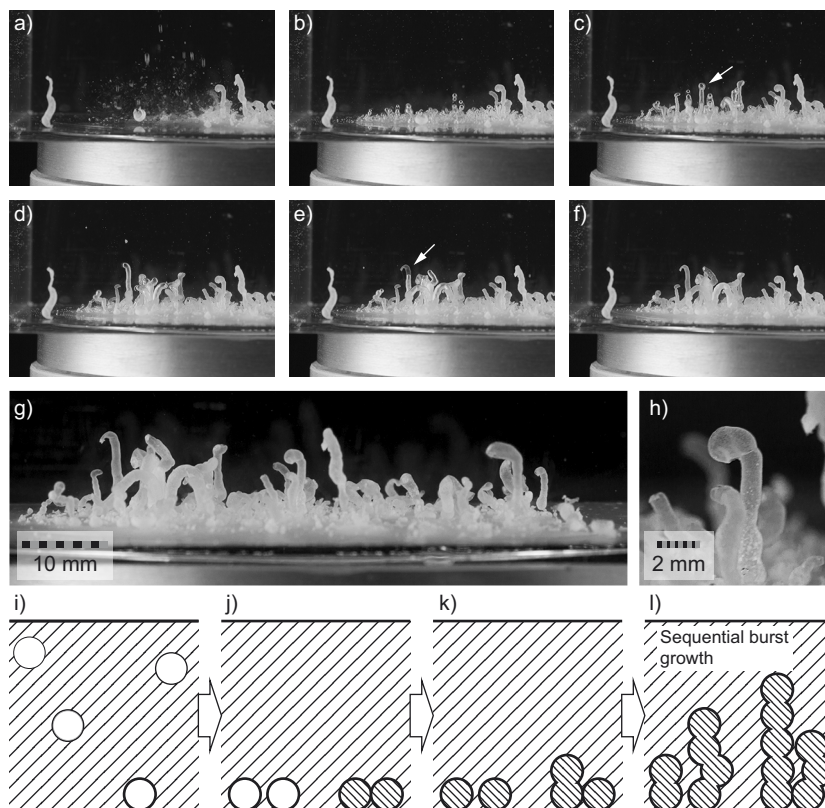 a)
b)
c)
d)
e)
f)
g)
h)
10 mm
2 mm
i)
j)
k)
l)
Sequential burst
growth